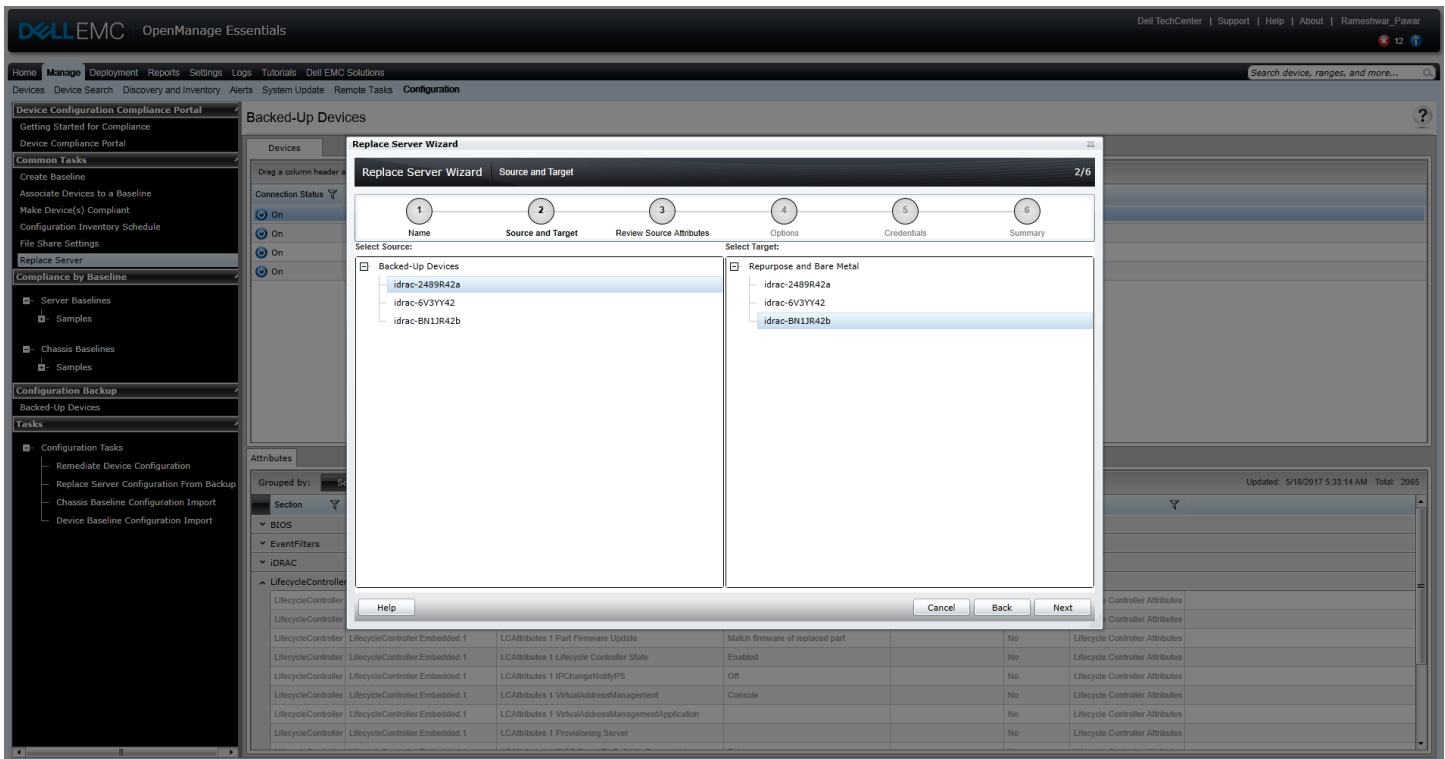 DELLEMC OpenManage Essentials
Dell TechCenter | Support | Help | About | Rameshwar_Pawar
12
Home Manage Deployment Reports Settings Logs Tutorials Dell EMC Solutions
Search device, ranges, and more...
Devices Device Search Discovery and Inventory Alerts System Update Remote Tasks Configuration
Device Configuration Compliance Portal
Getting Started for Compliance
Device Compliance Portal
Common Tasks
Create Baseline
Associate Devices to a Baseline
Make Device(s) Compliant
Configuration Inventory Schedule
File Share Settings
Replace Server
Compliance by Baseline
Server Baselines
Samples
Chassis Baselines
Samples
Configuration Backup
Backed-Up Devices
Tasks
Configuration Tasks
Remediate Device Configuration
Replace Server Configuration From Backup
Chassis Baseline Configuration Import
Device Baseline Configuration Import
Backed-Up Devices
?
Devices
Drag a column header a
Connection Status
On
On
On
On
Replace Server Wizard
Replace Server Wizard Source and Target 2/6
1 2 3 4 5 6
Name Source and Target Review Source Attributes Options Credentials Summary
Select Source:
Backed-Up Devices
idrac-2489R42a
idrac-6V3YY42
idrac-BN1JR42b
Select Target:
Repurpose and Bare Metal
idrac-2489R42a
idrac-6V3YY42
idrac-BN1JR42b
Help Cancel Back Next
Attributes
Grouped by: Se
Updated: 5/18/2017 5:33:14 AM Total: 2065
Section
BIOS
EventFilters
iDRAC
LifecycleController
LifecycleController Controller Attributes
LifecycleController Controller Attributes
LifecycleController LifecycleController.Embedded.1 LCAttributes 1 Part Firmware Update Match firmware of replaced part No Lifecycle Controller Attributes
LifecycleController LifecycleController.Embedded.1 LCAttributes 1 Lifecycle Controller State Enabled No Lifecycle Controller Attributes
LifecycleController LifecycleController.Embedded.1 LCAttributes 1 IPChangeNotifyPS Off No Lifecycle Controller Attributes
LifecycleController LifecycleController.Embedded.1 LCAttributes 1 VirtualAddressManagement Console No Lifecycle Controller Attributes
LifecycleController LifecycleController.Embedded.1 LCAttributes 1 VirtualAddressManagementApplication No Lifecycle Controller Attributes
LifecycleController LifecycleController.Embedded.1 LCAttributes 1 Provisioning Server No Lifecycle Controller Attributes